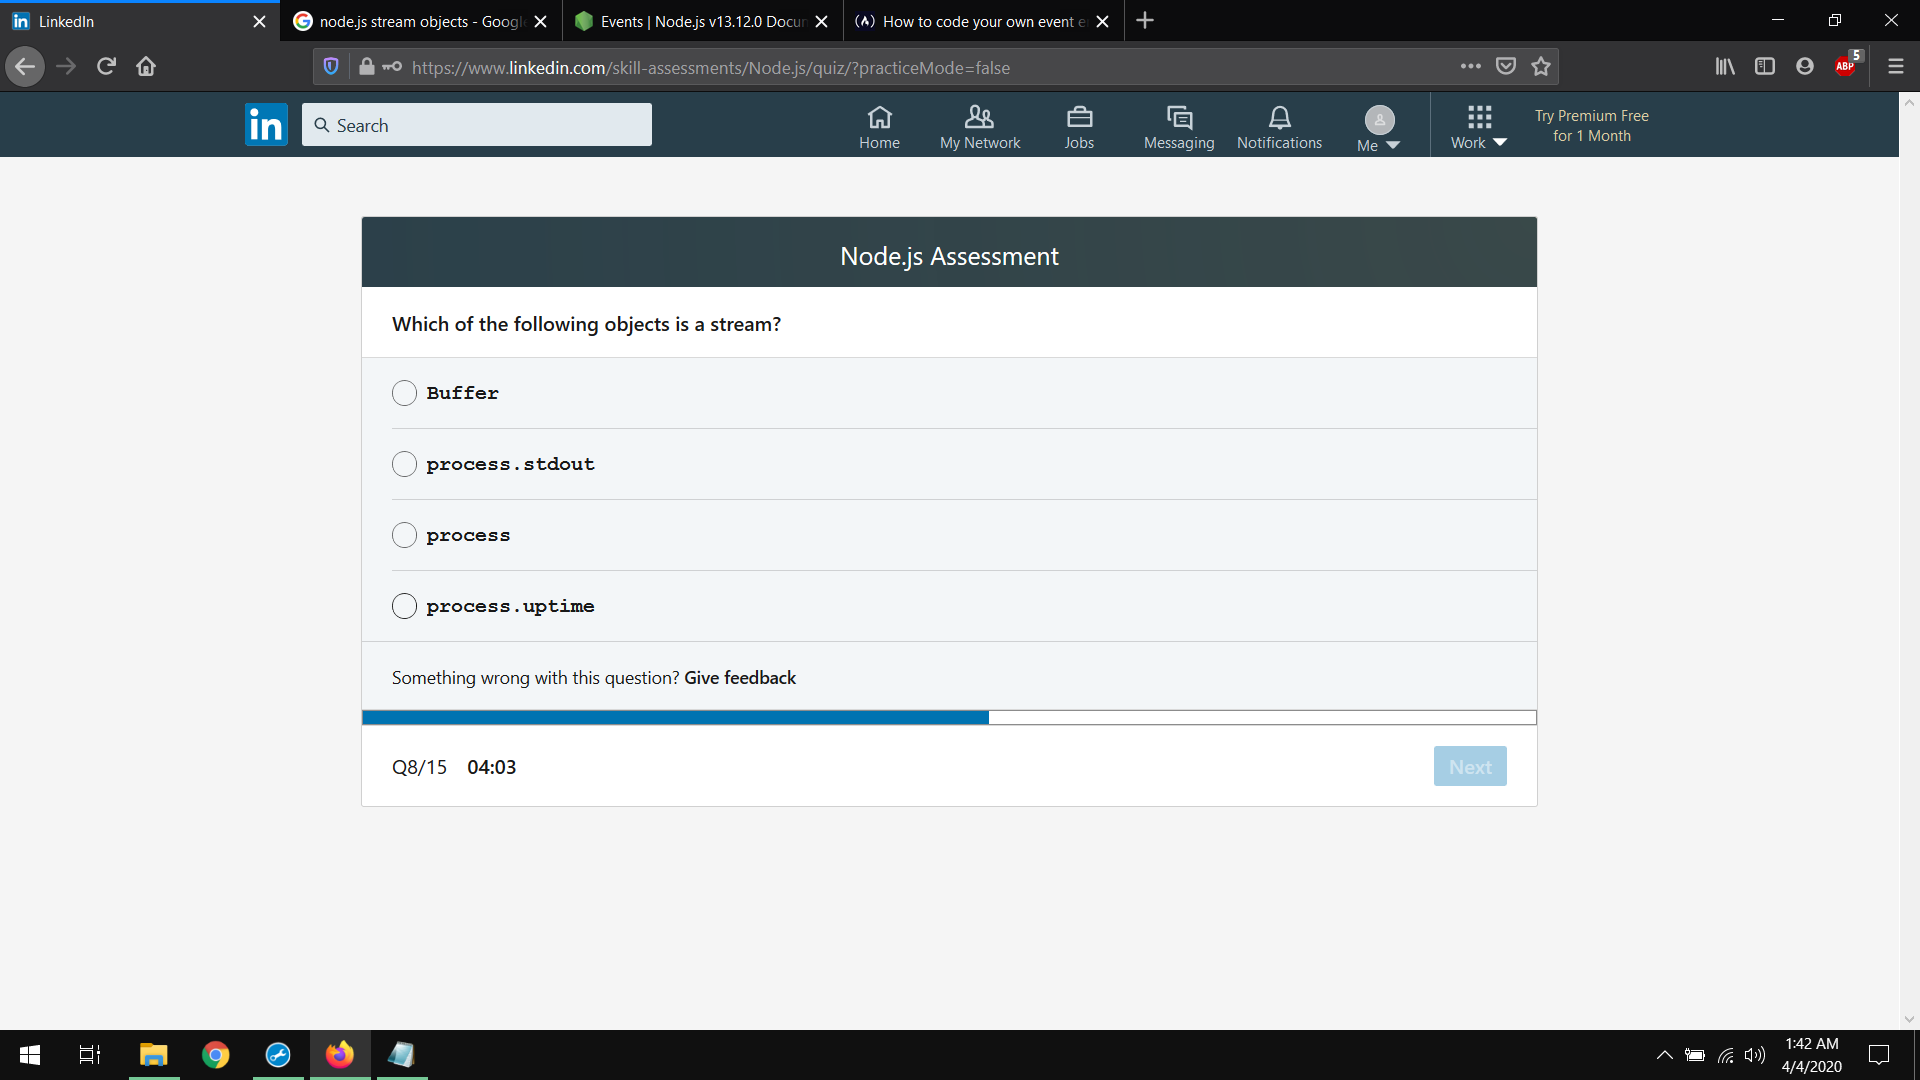 LinkedIn
node.js stream objects - Google
Events | Node.js v13.12.0 Docum
How to code your own event e
https://www.linkedin.com/skill-assessments/Node.js/quiz/?practiceMode=false
ABP
5
in
Search
Home
My Network
Jobs
Messaging
Notifications
Me
Work
Try Premium Free
for 1 Month
Node.js Assessment
Which of the following objects is a stream?
Buffer
process.stdout
process
process.uptime
Something wrong with this question? Give feedback
Q8/15 04:03
Next
1:42 AM
4/4/2020